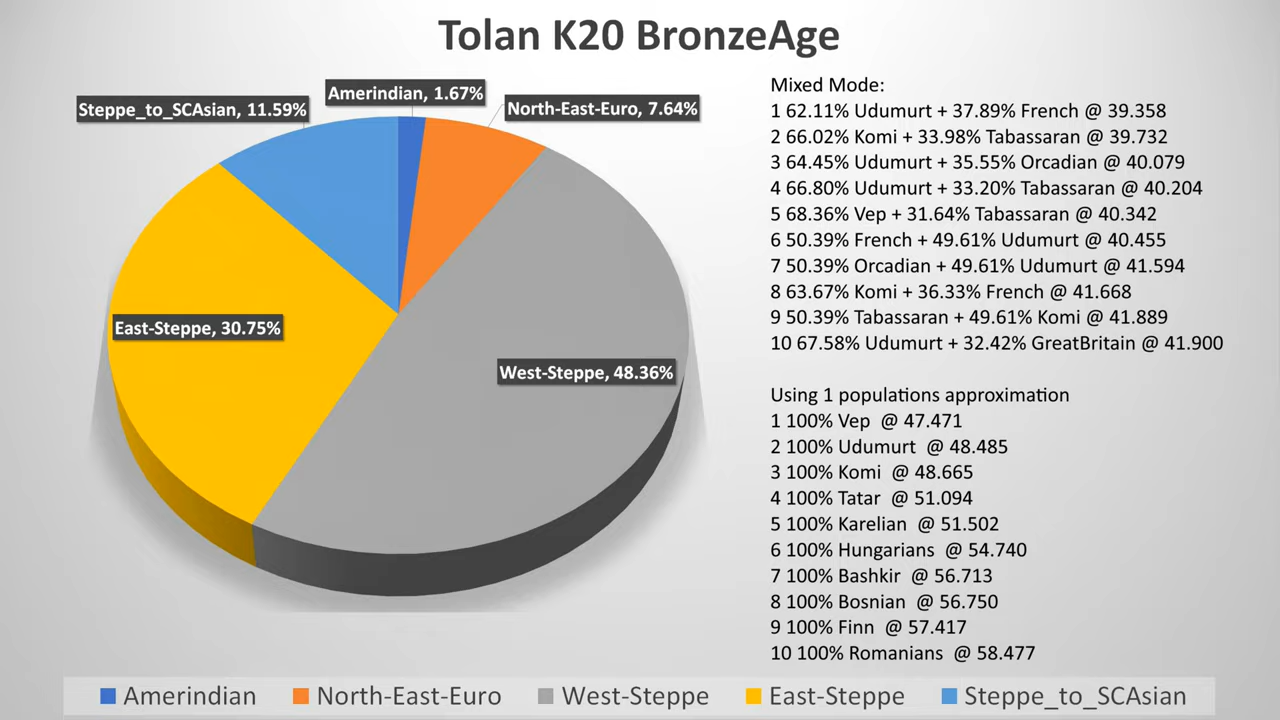 Tolan K20 BronzeAge
Amerindian, 1.67%
Steppe_to_SCAsian, 11.59%
North-East-Euro, 7.64%
East-Steppe, 30.75%
West-Steppe, 48.36%
Mixed Mode:
1 62.11% Udumurt + 37.89% French @ 39.358
2 66.02% Komi + 33.98% Tabassaran @ 39.732
3 64.45% Udumurt + 35.55% Orcadian @ 40.079
4 66.80% Udumurt + 33.20% Tabassaran @ 40.204
5 68.36% Vep + 31.64% Tabassaran @ 40.342
6 50.39% French + 49.61% Udumurt @ 40.455
7 50.39% Orcadian + 49.61% Udumurt @ 41.594
8 63.67% Komi + 36.33% French @ 41.668
9 50.39% Tabassaran + 49.61% Komi @ 41.889
10 67.58% Udumurt + 32.42% GreatBritain @ 41.900
Using 1 populations approximation
1 100% Vep @ 47.471
2 100% Udumurt @ 48.485
3 100% Komi @ 48.665
4 100% Tatar @ 51.094
5 100% Karelian @ 51.502
6 100% Hungarians @ 54.740
7 100% Bashkir @ 56.713
8 100% Bosnian @ 56.750
9 100% Finn @ 57.417
10 100% Romanians @ 58.477
Amerindian North-East-Euro West-Steppe East-Steppe Steppe_to_SCAsian